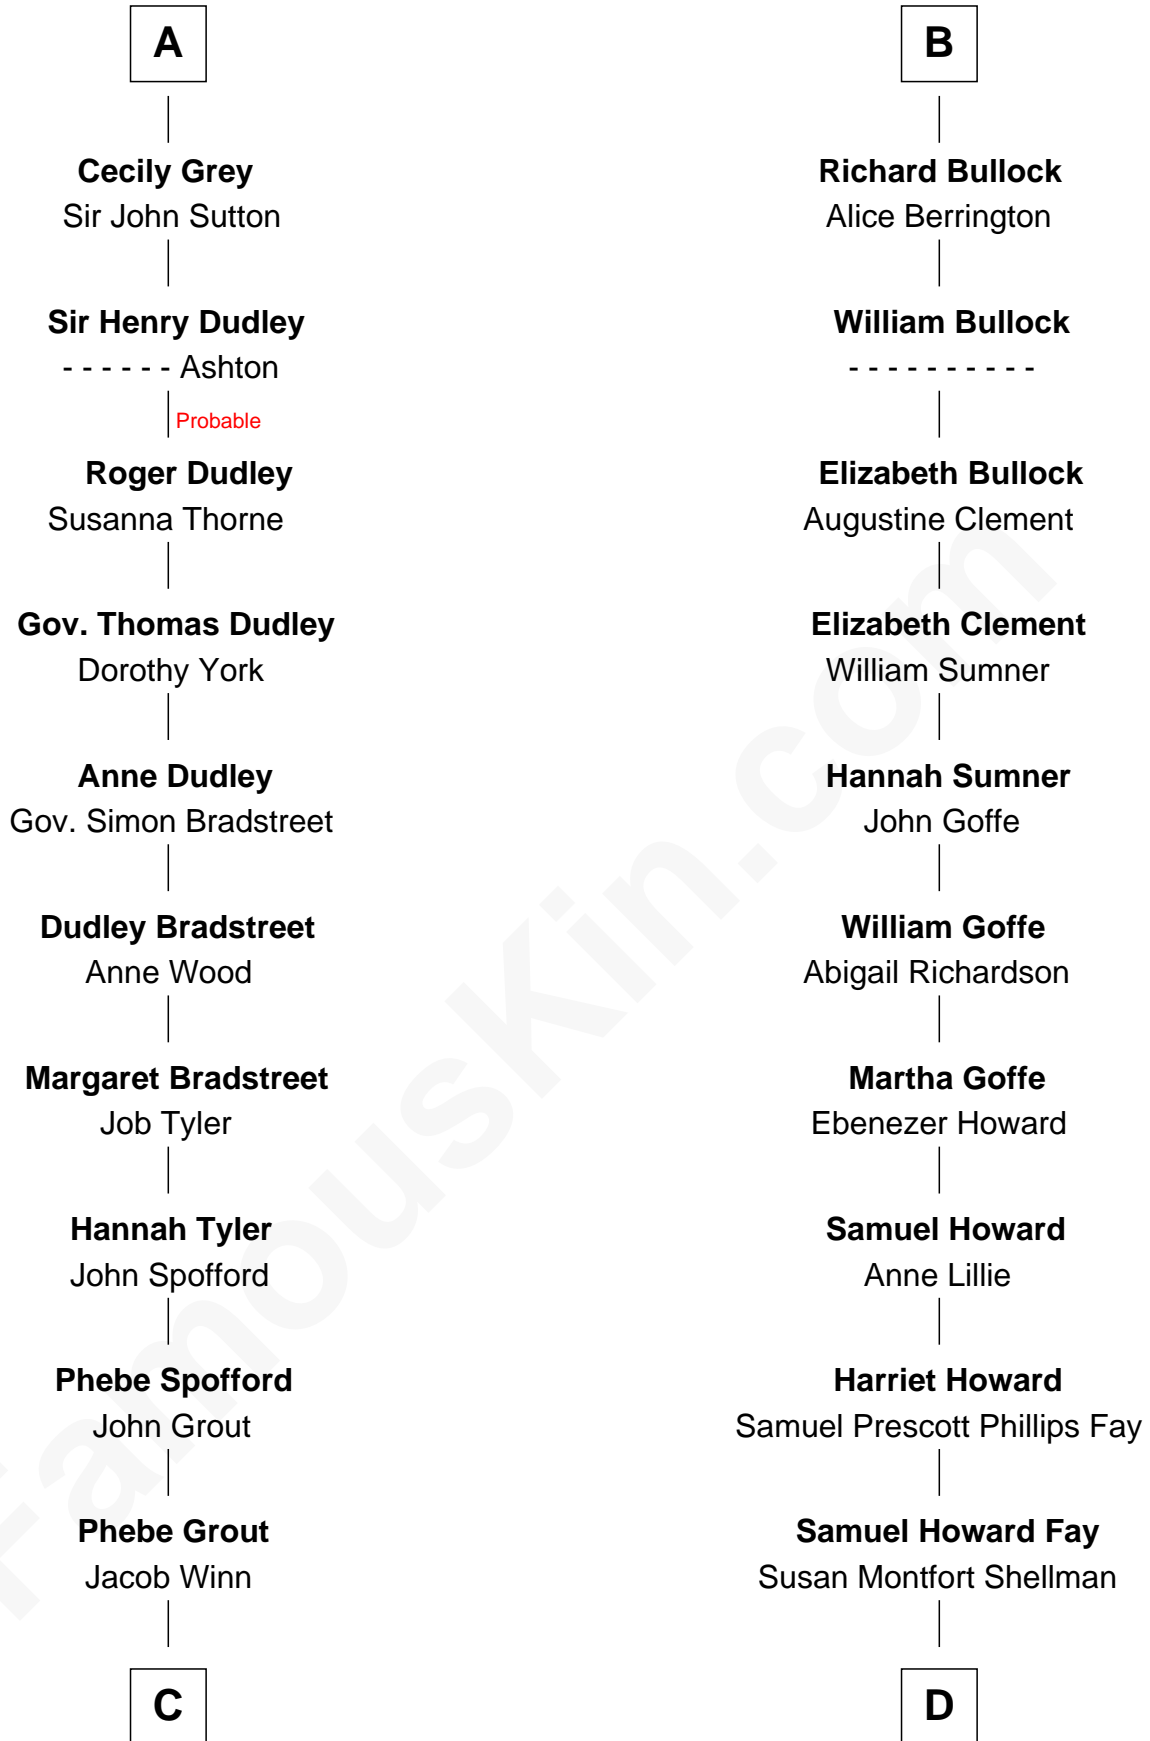 A
Cecily Grey
Sir John Sutton
Sir Henry Dudley
- - - - - - Ashton
Probable
Roger Dudley
Susanna Thorne
Gov. Thomas Dudley
Dorothy York
Anne Dudley
Gov. Simon Bradstreet
Dudley Bradstreet
Anne Wood
Margaret Bradstreet
Job Tyler
Hannah Tyler
John Spofford
Phebe Spofford
John Grout
Phebe Grout
Jacob Winn
C
B
Richard Bullock
Alice Berrington
William Bullock
- - - - - - - - - -
Elizabeth Bullock
Augustine Clement
Elizabeth Clement
William Sumner
Hannah Sumner
John Goffe
William Goffe
Abigail Richardson
Martha Goffe
Ebenezer Howard
Samuel Howard
Anne Lillie
Harriet Howard
Samuel Prescott Phillips Fay
Samuel Howard Fay
Susan Montfort Shellman
D
FamousKin.com